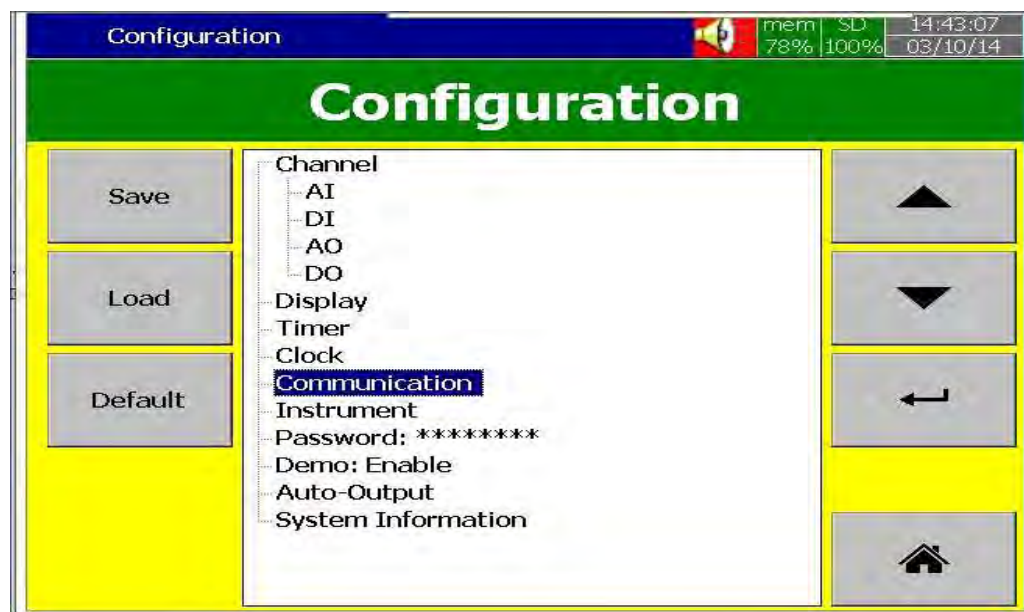 Configuration
mem SD 14:43:07
78% 100% 03/10/14
Configuration
Save
Load
Default
Channel
AI
DI
AO
DO
Display
Timer
Clock
Communication
Instrument
Password: ********
Demo: Enable
Auto-Output
System Information